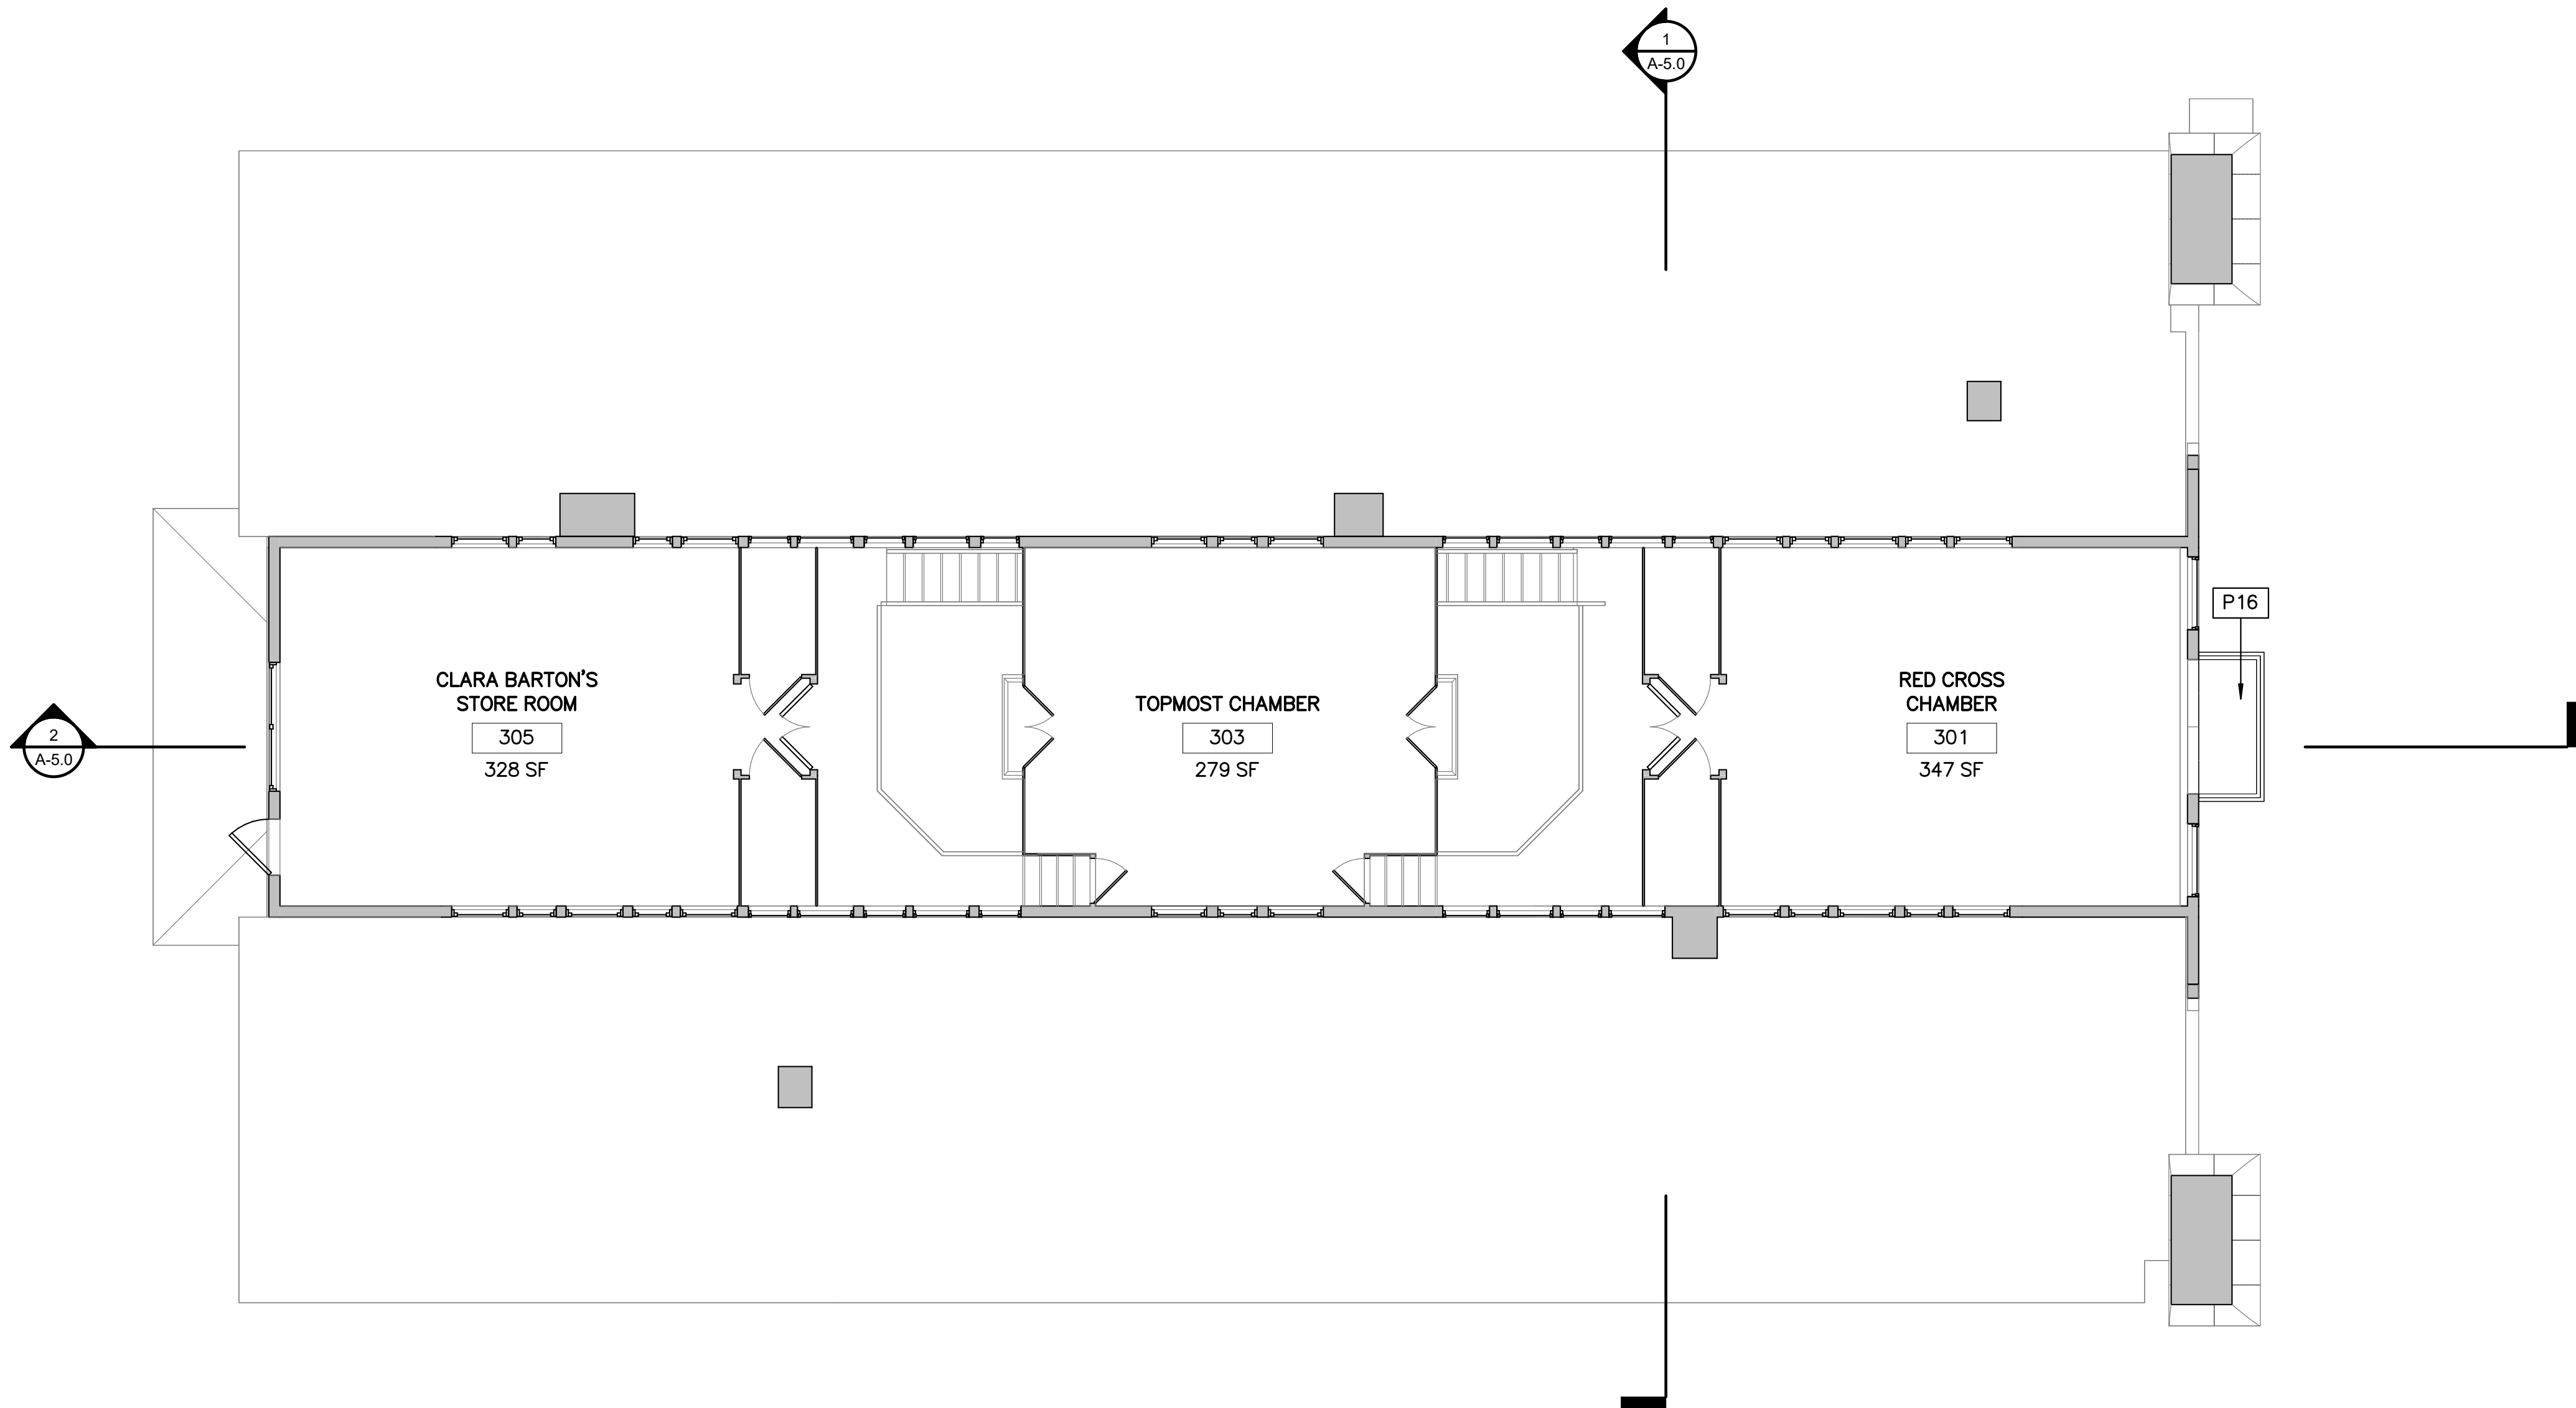 1
A-5.0
P16
CLARA BARTON'S
STORE ROOM
305
328 SF
TOPMOST CHAMBER
303
279 SF
RED CROSS
CHAMBER
301
347 SF
2
A-5.0